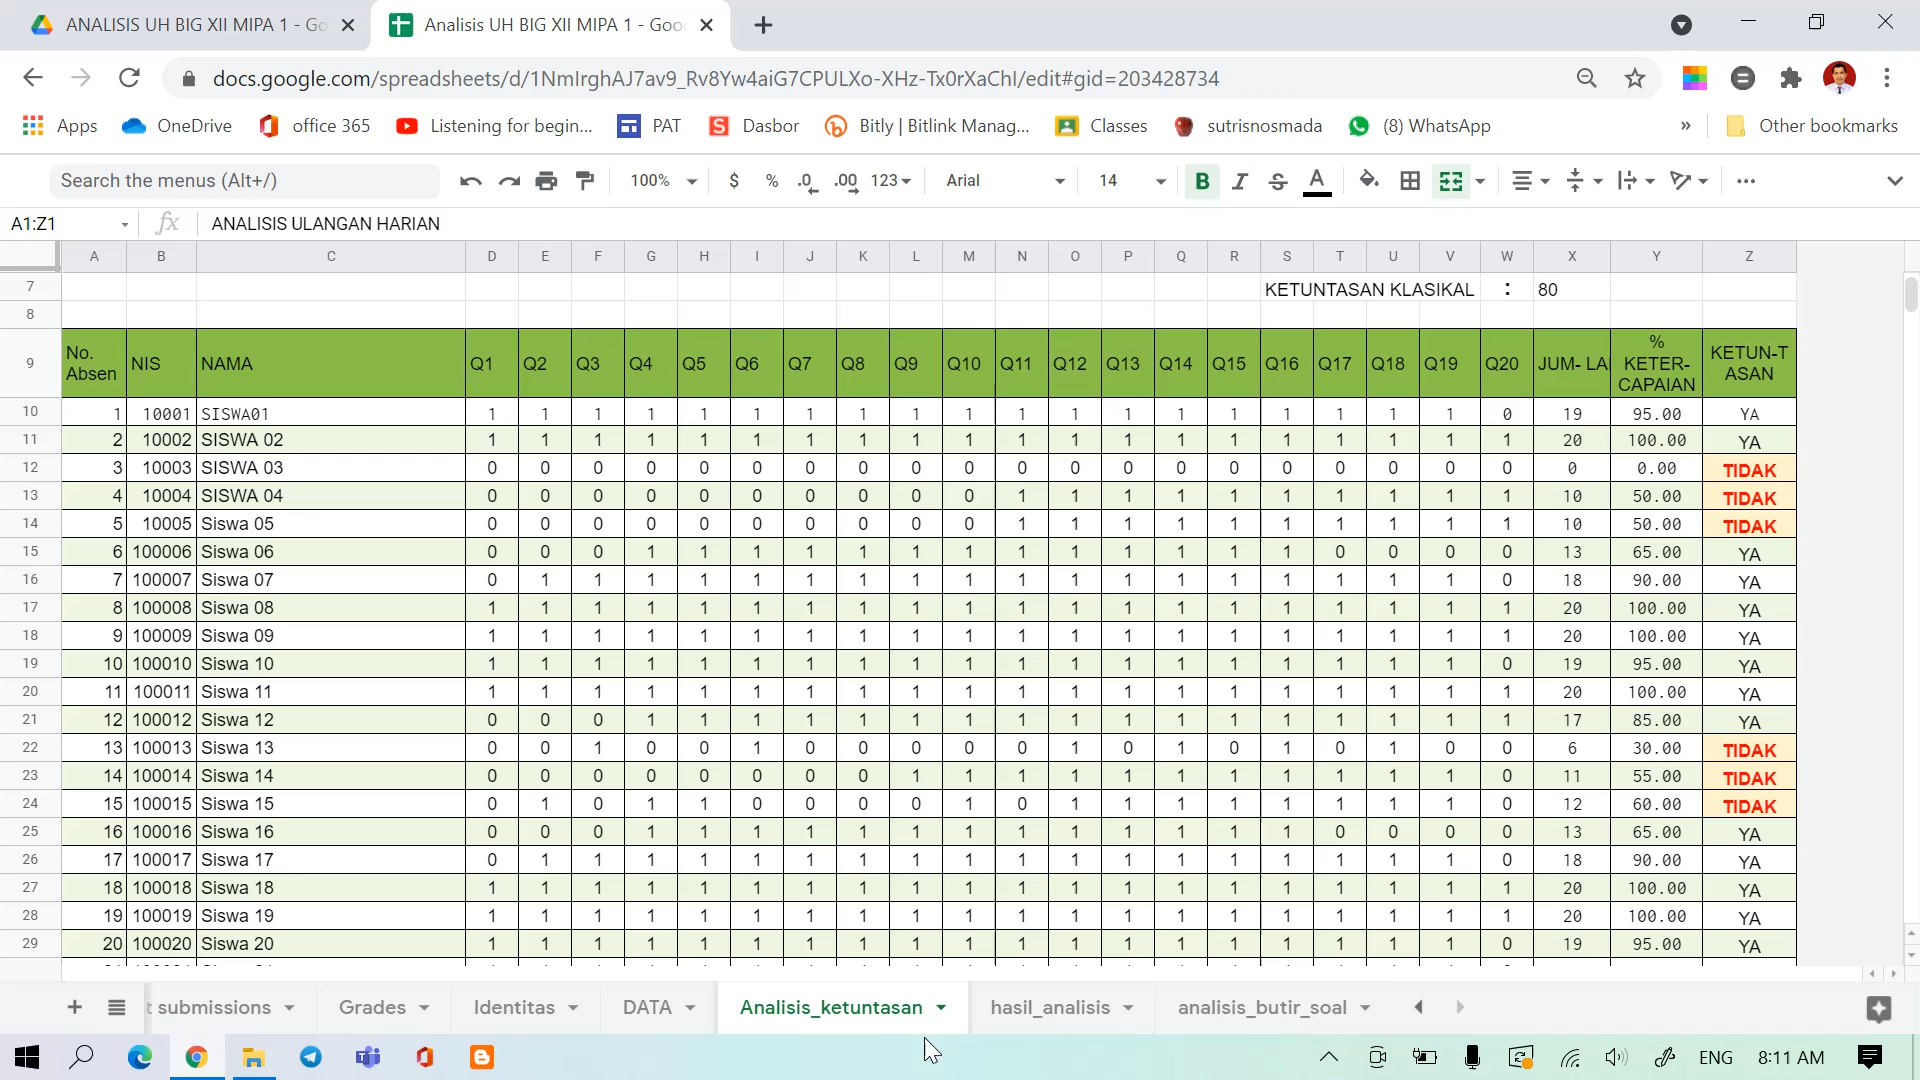 ANALISIS UH BIG XII MIPA 1 - Go
Analisis UH BIG XII MIPA 1 - Goo
docs.google.com/spreadsheets/d/1NmIrghAJ7av9_Rv8Yw4aiG7CPULXo-XHz-Tx0rXaChI/edit#gid=203428734
Apps OneDrive office 365 Listening for begin... PAT Dasbor Bitly | Bitlink Manag... Classes sutrisnosmada (8) WhatsApp » Other bookmarks
Search the menus (Alt+/) 100% $ % .0 .00 123 Arial 14 B I S A
A1:Z1 fx ANALISIS ULANGAN HARIAN
A B C D E F G H I J K L M N O P Q R S T U V W X Y Z
7 KETUNTASAN KLASIKAL : 80
8
9 No. Absen NIS NAMA Q1 Q2 Q3 Q4 Q5 Q6 Q7 Q8 Q9 Q10 Q11 Q12 Q13 Q14 Q15 Q16 Q17 Q18 Q19 Q20 JUM- LA % KETER- CAPAIAN KETUN-T ASAN
10 1 10001 SISWA01 1 1 1 1 1 1 1 1 1 1 1 1 1 1 1 1 1 1 1 0 19 95.00 YA
11 2 10002 SISWA 02 1 1 1 1 1 1 1 1 1 1 1 1 1 1 1 1 1 1 1 1 20 100.00 YA
12 3 10003 SISWA 03 0 0 0 0 0 0 0 0 0 0 0 0 0 0 0 0 0 0 0 0 0 0.00 TIDAK
13 4 10004 SISWA 04 0 0 0 0 0 0 0 0 0 0 1 1 1 1 1 1 1 1 1 1 10 50.00 TIDAK
14 5 10005 Siswa 05 0 0 0 0 0 0 0 0 0 0 1 1 1 1 1 1 1 1 1 1 10 50.00 TIDAK
15 6 100006 Siswa 06 0 0 0 1 1 1 1 1 1 1 1 1 1 1 1 1 0 0 0 0 13 65.00 YA
16 7 100007 Siswa 07 0 1 1 1 1 1 1 1 1 1 1 1 1 1 1 1 1 1 1 0 18 90.00 YA
17 8 100008 Siswa 08 1 1 1 1 1 1 1 1 1 1 1 1 1 1 1 1 1 1 1 1 20 100.00 YA
18 9 100009 Siswa 09 1 1 1 1 1 1 1 1 1 1 1 1 1 1 1 1 1 1 1 1 20 100.00 YA
19 10 100010 Siswa 10 1 1 1 1 1 1 1 1 1 1 1 1 1 1 1 1 1 1 1 0 19 95.00 YA
20 11 100011 Siswa 11 1 1 1 1 1 1 1 1 1 1 1 1 1 1 1 1 1 1 1 1 20 100.00 YA
21 12 100012 Siswa 12 0 0 0 1 1 1 1 1 1 1 1 1 1 1 1 1 1 1 1 1 17 85.00 YA
22 13 100013 Siswa 13 0 0 1 0 0 1 0 0 0 0 0 1 0 1 0 1 0 1 0 0 6 30.00 TIDAK
23 14 100014 Siswa 14 0 0 0 0 0 0 0 0 1 1 1 1 1 1 1 1 1 1 1 0 11 55.00 TIDAK
24 15 100015 Siswa 15 0 1 0 1 1 0 0 0 0 1 0 1 1 1 1 1 1 1 1 0 12 60.00 TIDAK
25 16 100016 Siswa 16 0 0 0 1 1 1 1 1 1 1 1 1 1 1 1 1 0 0 0 0 13 65.00 YA
26 17 100017 Siswa 17 0 1 1 1 1 1 1 1 1 1 1 1 1 1 1 1 1 1 1 0 18 90.00 YA
27 18 100018 Siswa 18 1 1 1 1 1 1 1 1 1 1 1 1 1 1 1 1 1 1 1 1 20 100.00 YA
28 19 100019 Siswa 19 1 1 1 1 1 1 1 1 1 1 1 1 1 1 1 1 1 1 1 1 20 100.00 YA
29 20 100020 Siswa 20 1 1 1 1 1 1 1 1 1 1 1 1 1 1 1 1 1 1 1 0 19 95.00 YA
t submissions Grades Identitas DATA Analisis_ketuntasan hasil_analisis analisis_butir_soal
ENG 8:11 AM